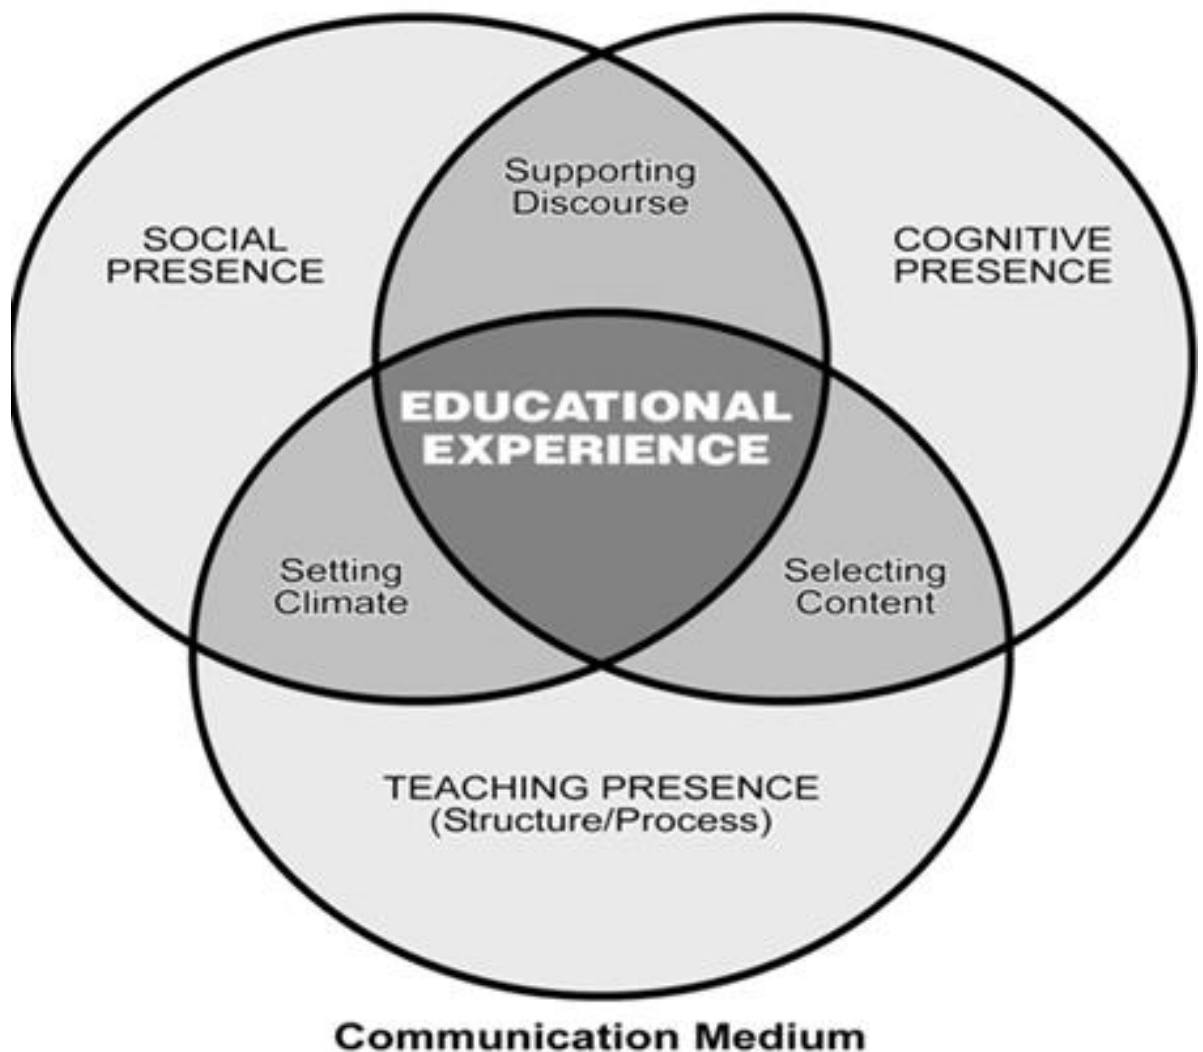 Supporting
Discourse
SOCIAL
PRESENCE
COGNITIVE
PRESENCE
EDUCATIONAL
EXPERIENCE
Setting
Climate
Selecting
Content
TEACHING PRESENCE
(Structure/Process)
Communication Medium